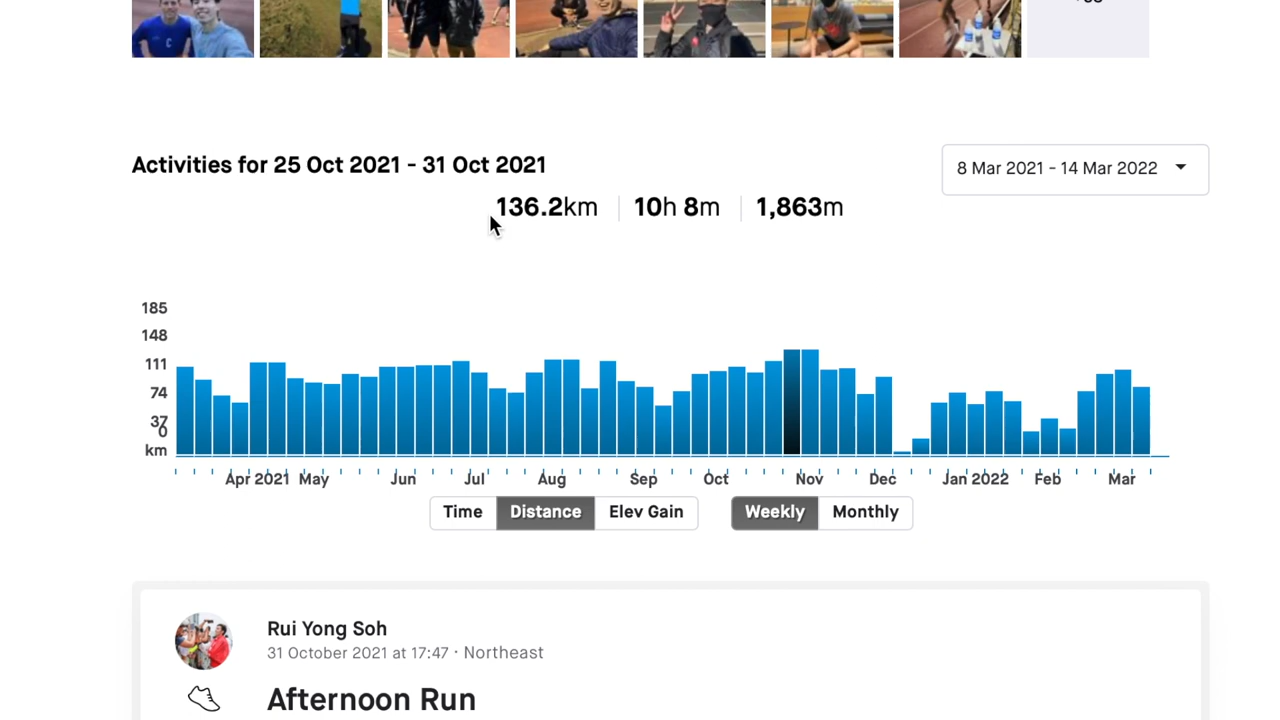 Activities for 25 Oct 2021 - 31 Oct 2021
8 Mar 2021 - 14 Mar 2022
136.2km 10h 8m 1,863m
185
148
111
74
37
0
km
Apr 2021 May Jun Jul Aug Sep Oct Nov Dec Jan 2022 Feb Mar
Time Distance Elev Gain Weekly Monthly
Rui Yong Soh
31 October 2021 at 17:47 · Northeast
Afternoon Run